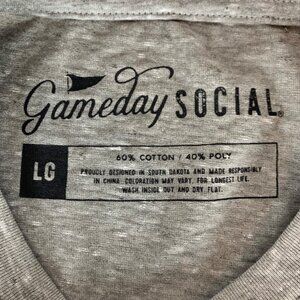 Gameday SOCIAL®
LG
60% COTTON / 40% POLY
PROUDLY DESIGNED IN SOUTH DAKOTA AND MADE RESPONSIBLY
IN CHINA. COLORATION MAY VARY. FOR LONGEST LIFE,
WASH INSIDE OUT AND DRY FLAT.